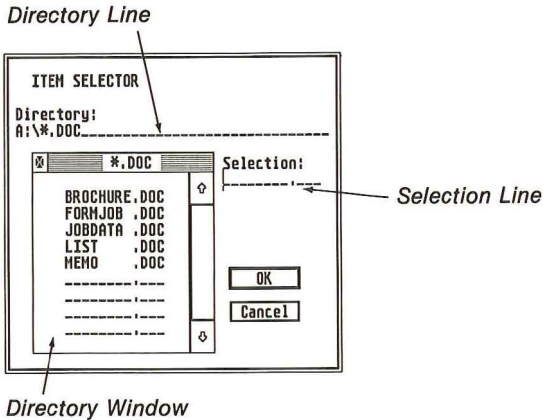 Directory Line
ITEM SELECTOR
Directory:
A:\*.DOC
*.DOC
Selection:
BROCHURE.DOC
FORMJOB .DOC
JOBDATA .DOC
LIST .DOC
MEMO .DOC
Selection Line
OK
Cancel
Directory Window